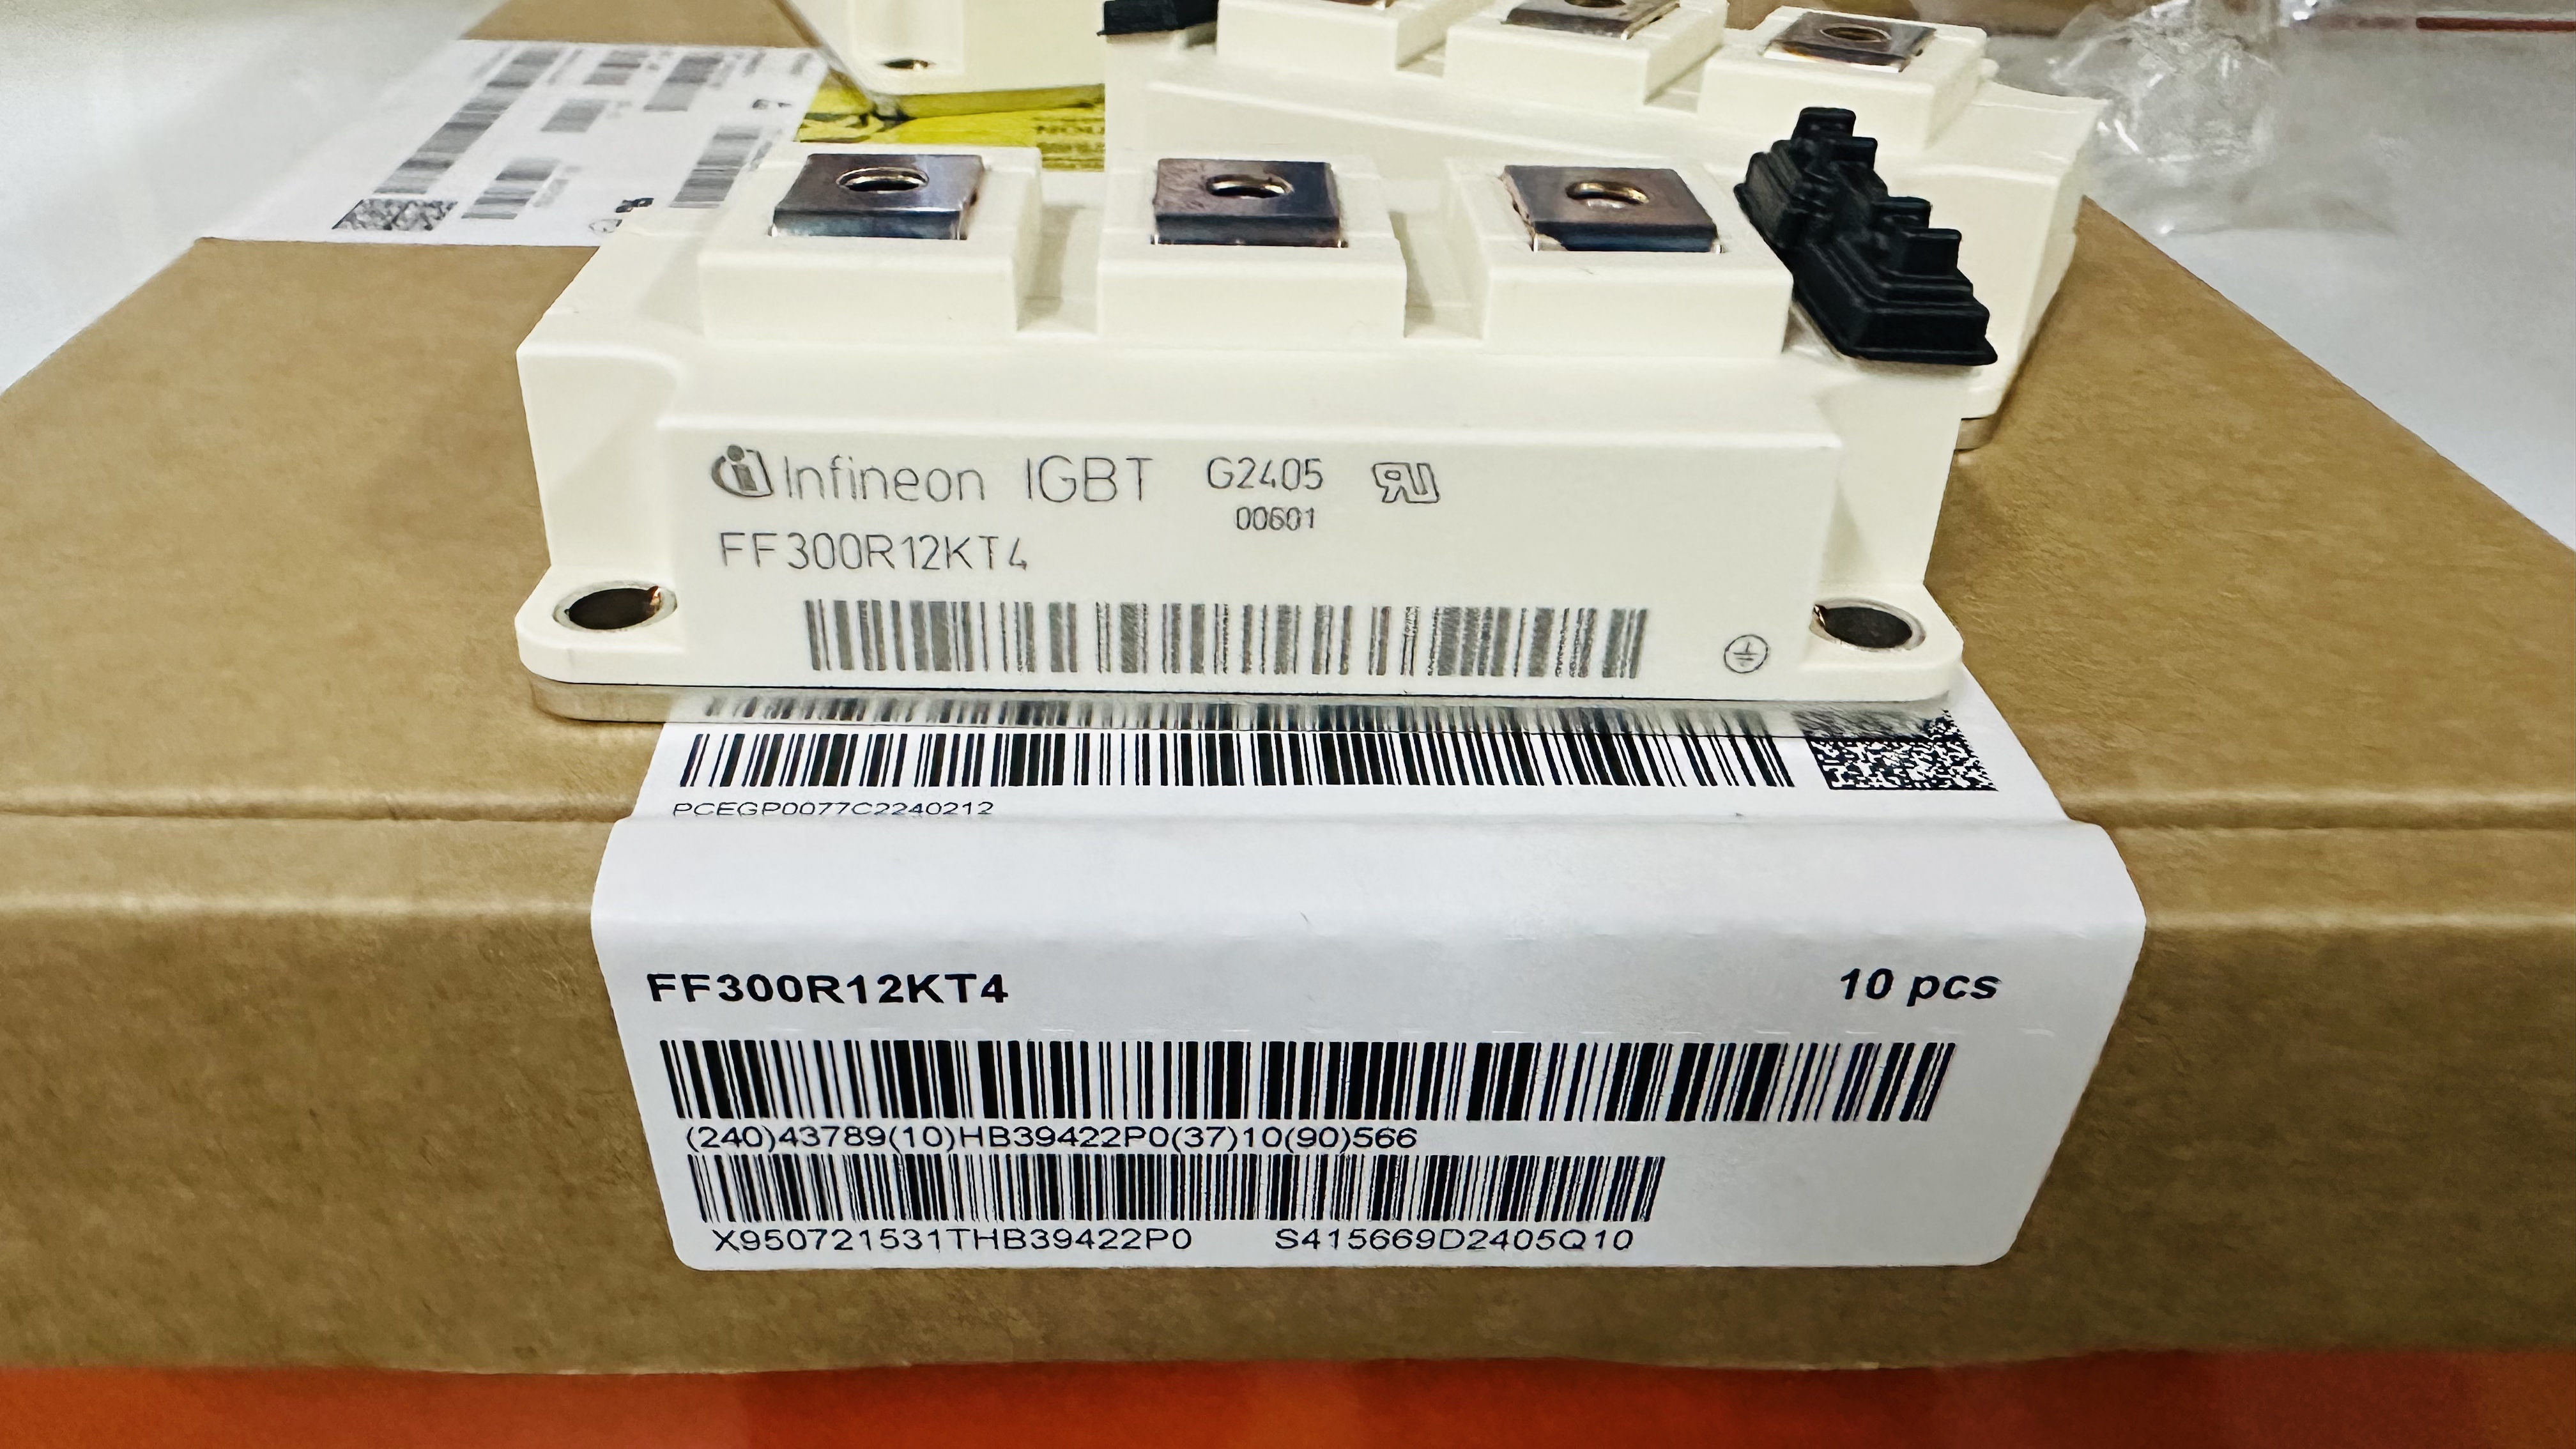 Infineon IGBT G2405
00601
FF300R12KT4
PCEGP0077C2240212
FF300R12KT4 10 pcs
(240)43789(10)HB39422P0(37)10(90)566
X950721531THB39422P0 S415669D2405Q10